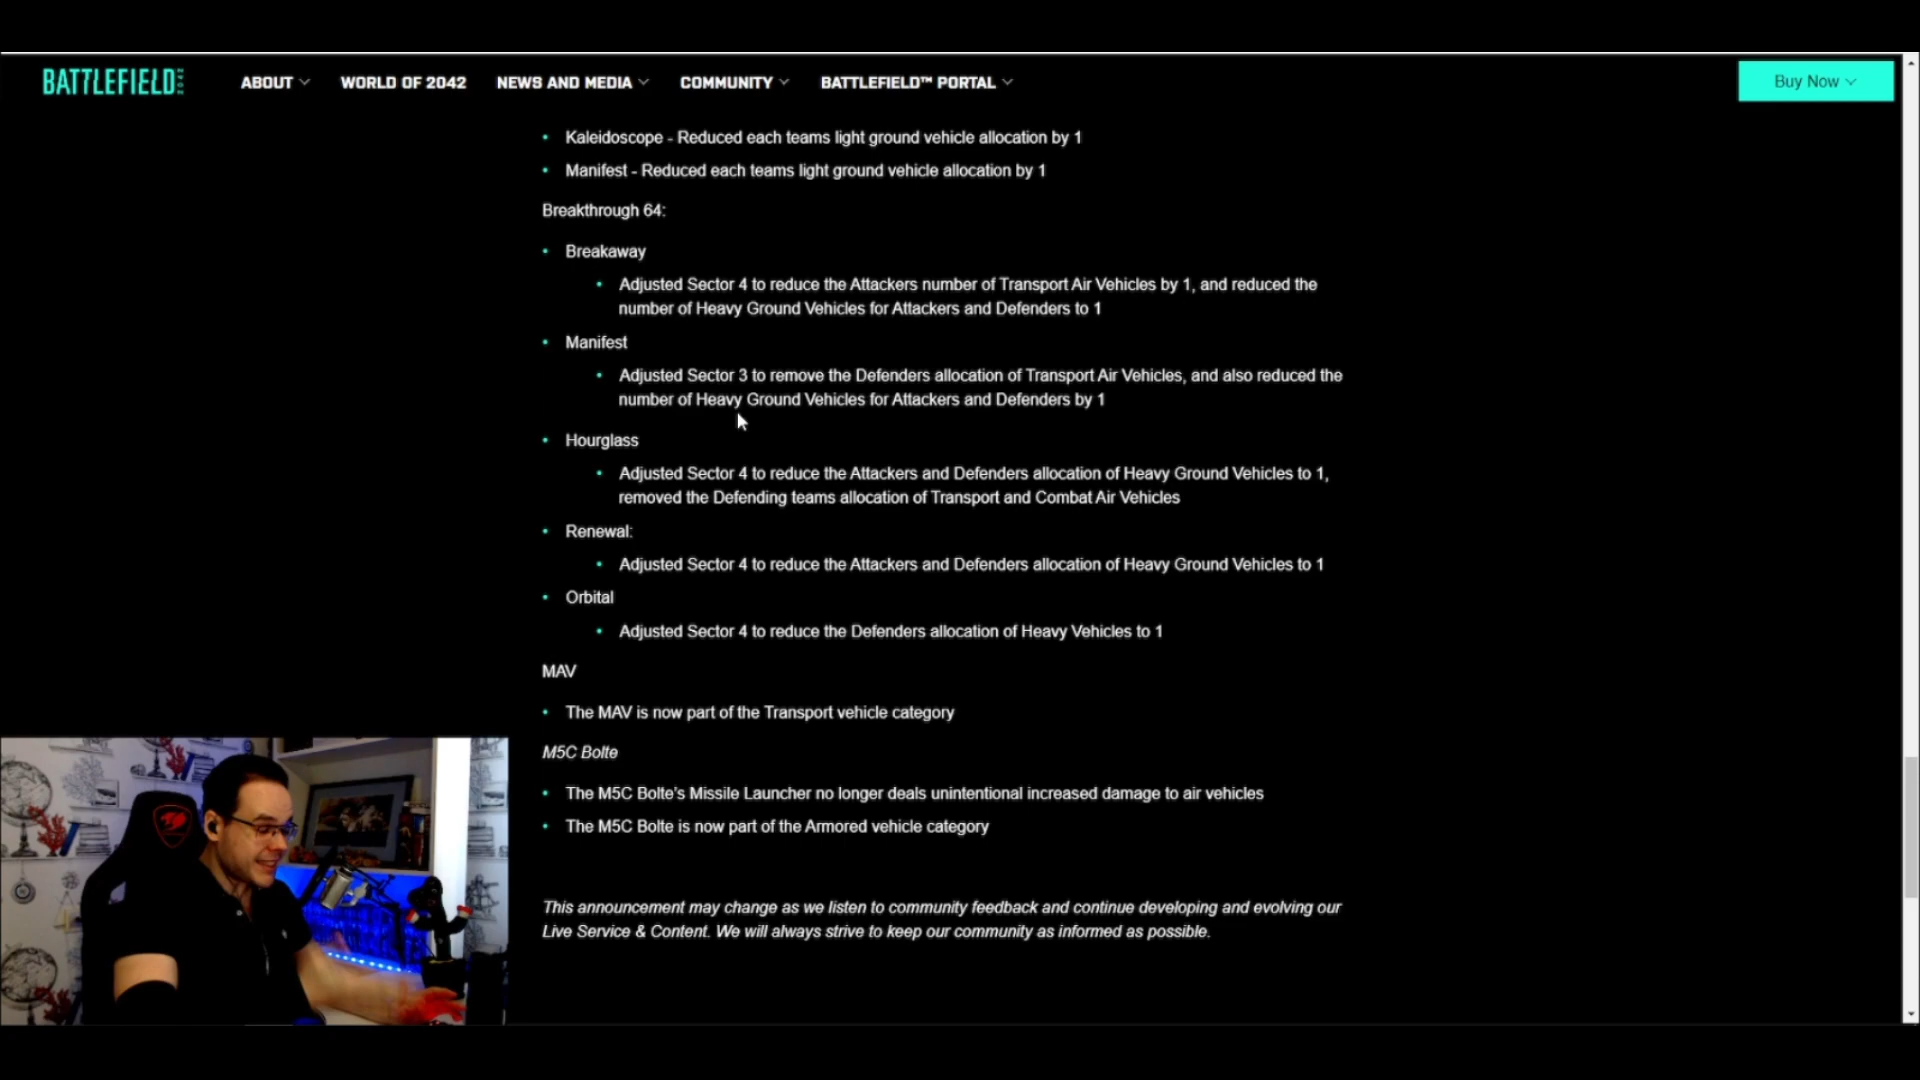 BATTLEFIELD 2042
ABOUT
WORLD OF 2042
NEWS AND MEDIA
COMMUNITY
BATTLEFIELD™ PORTAL
Buy Now
• Kaleidoscope - Reduced each teams light ground vehicle allocation by 1
• Manifest - Reduced each teams light ground vehicle allocation by 1
Breakthrough 64:
• Breakaway
• Adjusted Sector 4 to reduce the Attackers number of Transport Air Vehicles by 1, and reduced the
number of Heavy Ground Vehicles for Attackers and Defenders to 1
• Manifest
• Adjusted Sector 3 to remove the Defenders allocation of Transport Air Vehicles, and also reduced the
number of Heavy Ground Vehicles for Attackers and Defenders by 1
• Hourglass
• Adjusted Sector 4 to reduce the Attackers and Defenders allocation of Heavy Ground Vehicles to 1,
removed the Defending teams allocation of Transport and Combat Air Vehicles
• Renewal:
• Adjusted Sector 4 to reduce the Attackers and Defenders allocation of Heavy Ground Vehicles to 1
• Orbital
• Adjusted Sector 4 to reduce the Defenders allocation of Heavy Vehicles to 1
MAV
• The MAV is now part of the Transport vehicle category
M5C Bolte
• The M5C Bolte's Missile Launcher no longer deals unintentional increased damage to air vehicles
• The M5C Bolte is now part of the Armored vehicle category
This announcement may change as we listen to community feedback and continue developing and evolving our
Live Service & Content. We will always strive to keep our community as informed as possible.